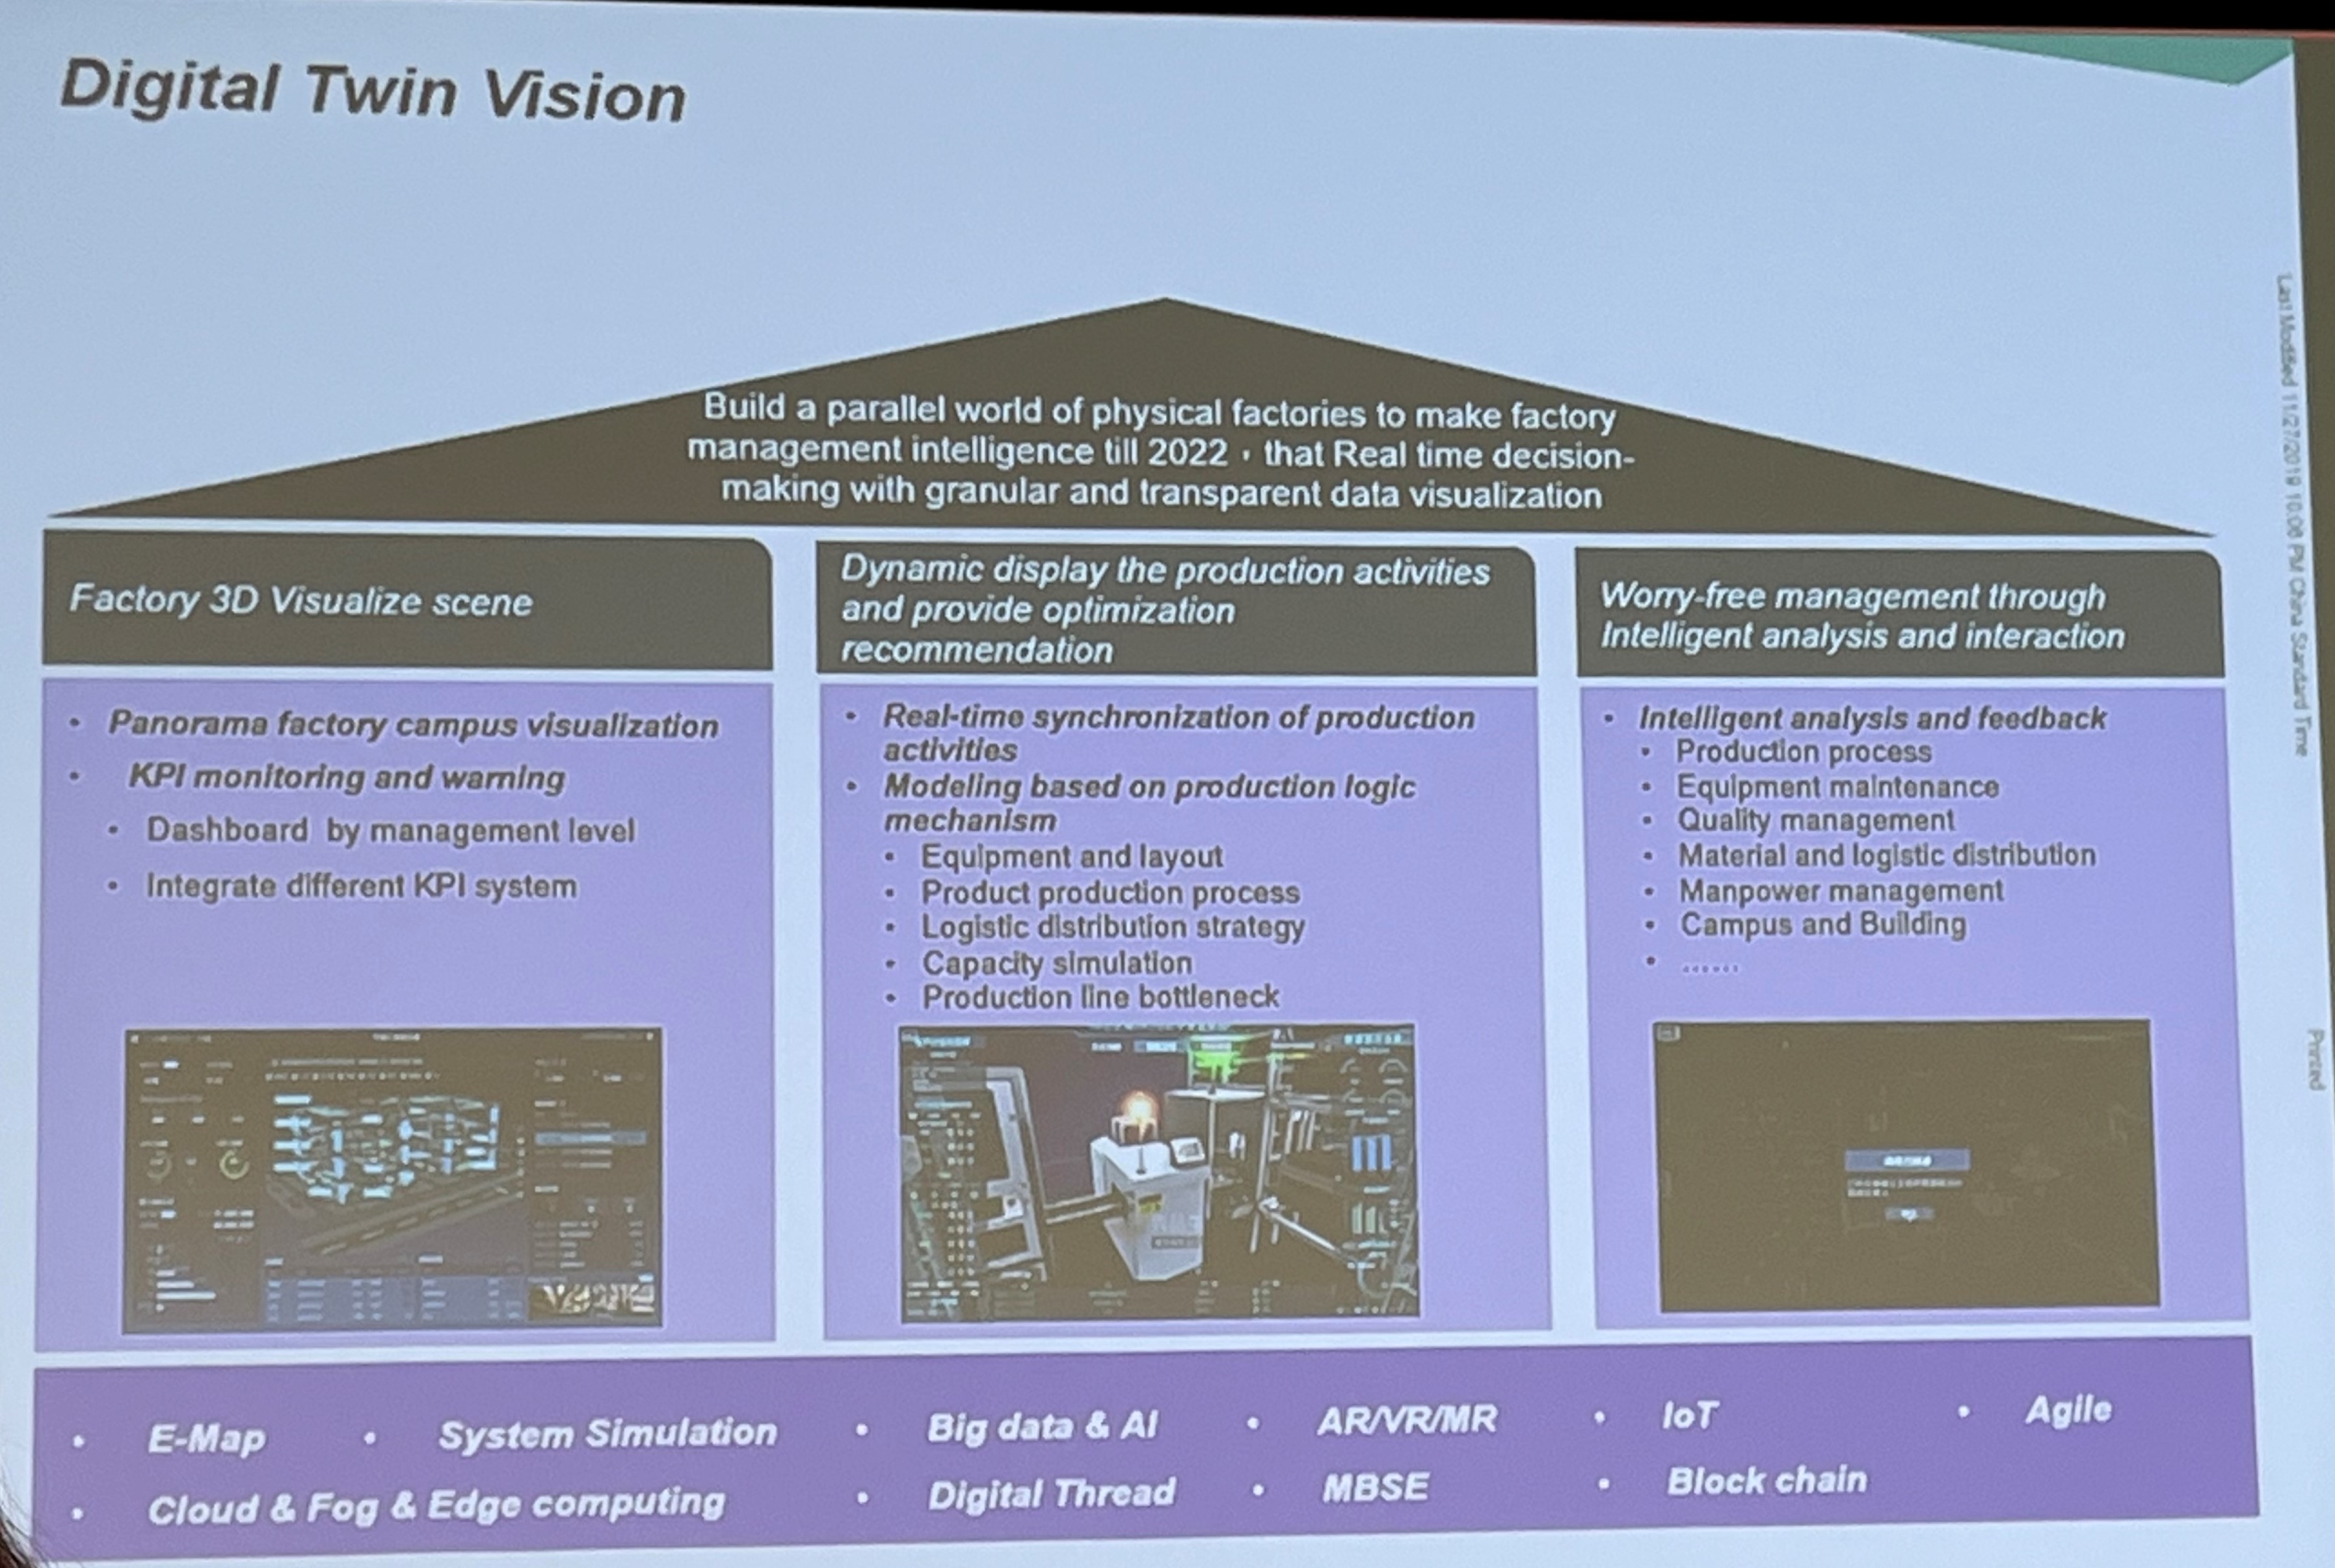 Digital Twin Vision
Build a parallel world of physical factories to make factory
management intelligence till 2022 , that Real time decision-
making with granular and transparent data visualization
Factory 3D Visualize scene
• Panorama factory campus visualization
• KPI monitoring and warning
• Dashboard by management level
• Integrate different KPI system
Dynamic display the production activities
and provide optimization
recommendation
• Real-time synchronization of production
activities
• Modeling based on production logic
mechanism
• Equipment and layout
• Product production process
• Logistic distribution strategy
• Capacity simulation
• Production line bottleneck
Worry-free management through
Intelligent analysis and interaction
• Intelligent analysis and feedback
• Production process
• Equipment maintenance
• Quality management
• Material and logistic distribution
• Manpower management
• Campus and Building
• ......
• E-Map • System Simulation • Big data & AI • AR/VR/MR • IoT • Agile
• Cloud & Fog & Edge computing • Digital Thread • MBSE • Block chain
Last Modified 11/27/2019 10:06 PM China Standard Time
Printed